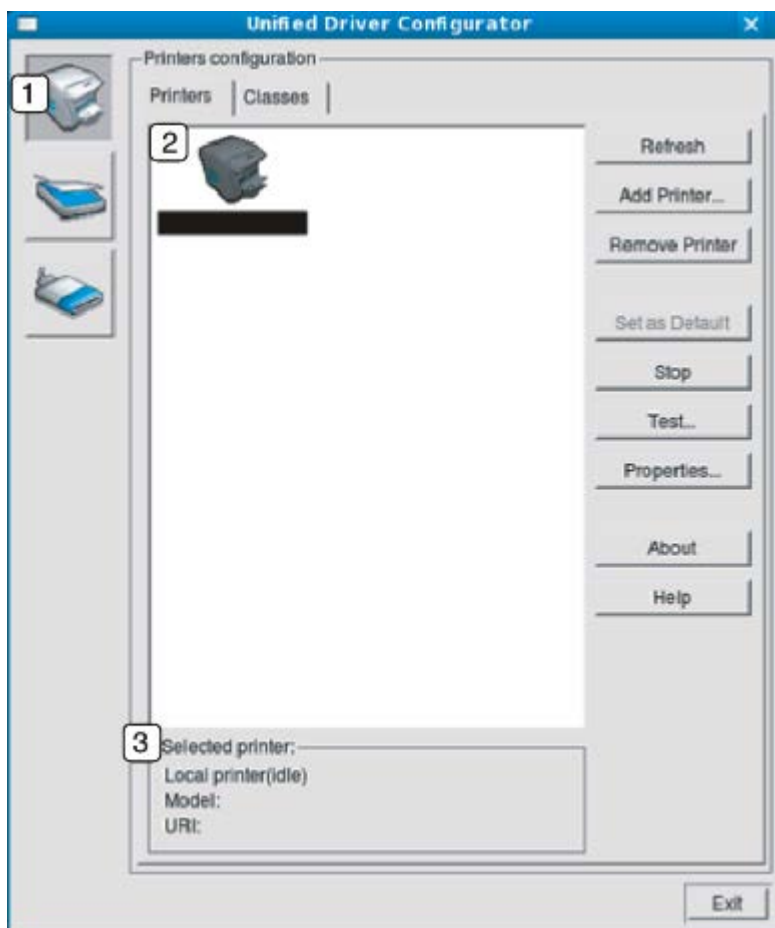 Unified Driver Configurator
1
Printers configuration
Printers
Classes
2
Refresh
Add Printer...
Remove Printer
Set as Default
Stop
Test...
Properties...
About
Help
3
Selected printer:
Local printer(idle)
Model:
URI:
Exit